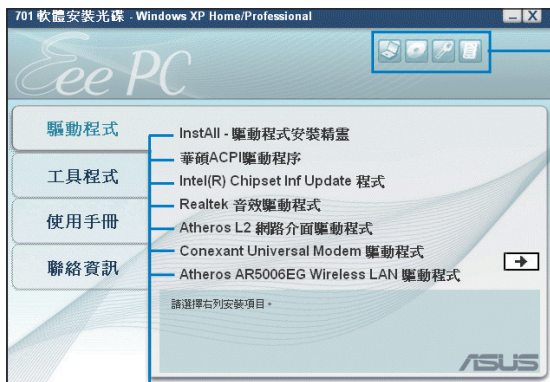 701 軟體安裝光碟 - Windows XP Home/Professional
Eee PC
驅動程式
工具程式
使用手冊
聯絡資訊
InstAll - 驅動程式安裝精靈
華碩ACPI驅動程序
Intel(R) Chipset Inf Update 程式
Realtek 音效驅動程式
Atheros L2 網路介面驅動程式
Conexant Universal Modem 驅動程式
Atheros AR5006EG Wireless LAN 驅動程式
請選擇右列安裝項目。
ASUS